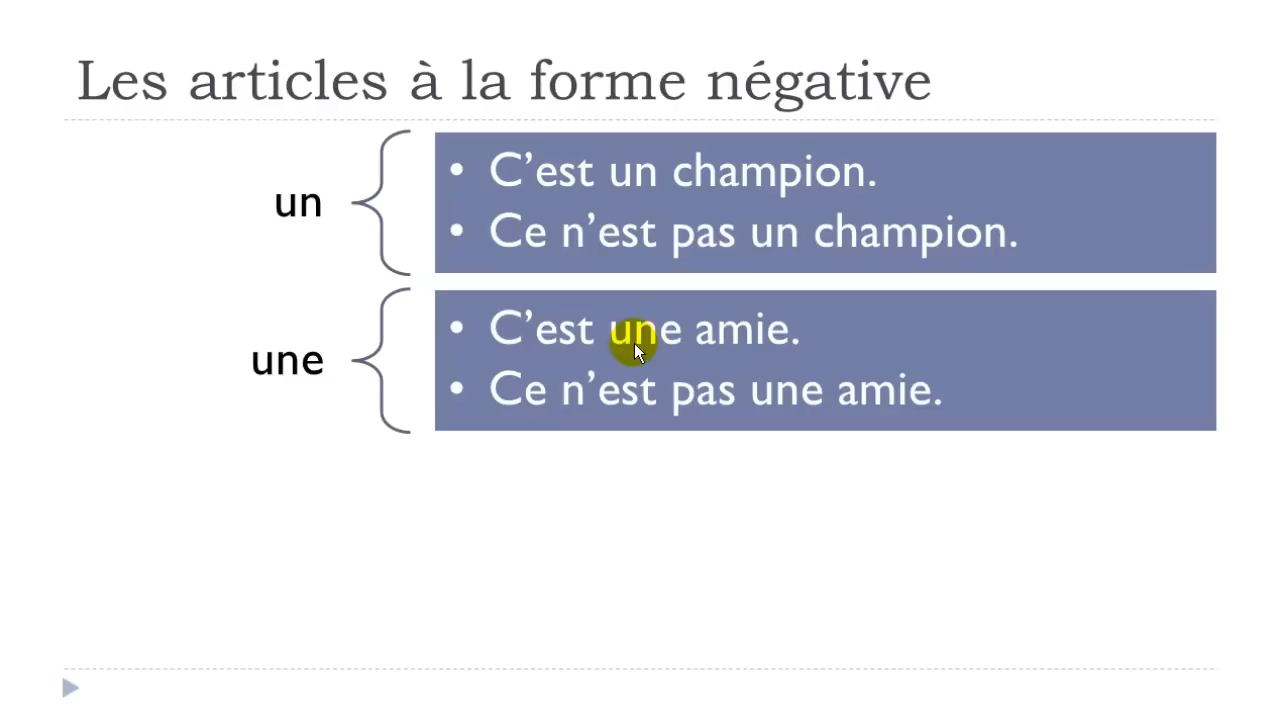 Les articles à la forme négative
un
• C’est un champion.
• Ce n’est pas un champion.
une
• C’est une amie.
• Ce n’est pas une amie.